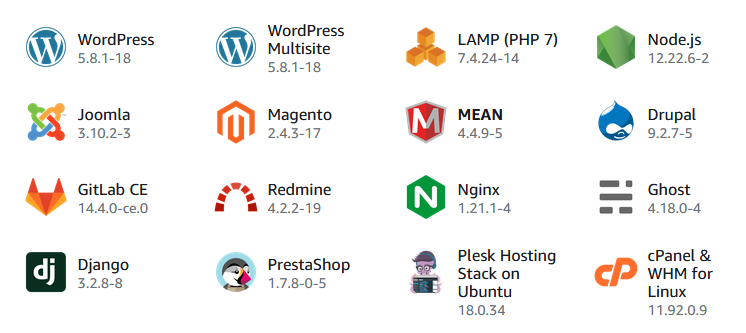 WordPress
5.8.1-18
WordPress
Multisite
5.8.1-18
LAMP (PHP 7)
7.4.24-14
Node.js
12.22.6-2
Joomla
3.10.2-3
Magento
2.4.3-17
MEAN
4.4.9-5
Drupal
9.2.7-5
GitLab CE
14.4.0-ce.0
Redmine
4.2.2-19
Nginx
1.21.1-4
Ghost
4.18.0-4
dj
Django
3.2.8-8
PrestaShop
1.7.8-0-5
Plesk Hosting
Stack on
Ubuntu
18.0.34
cP
cPanel &
WHM for
Linux
11.92.0.9